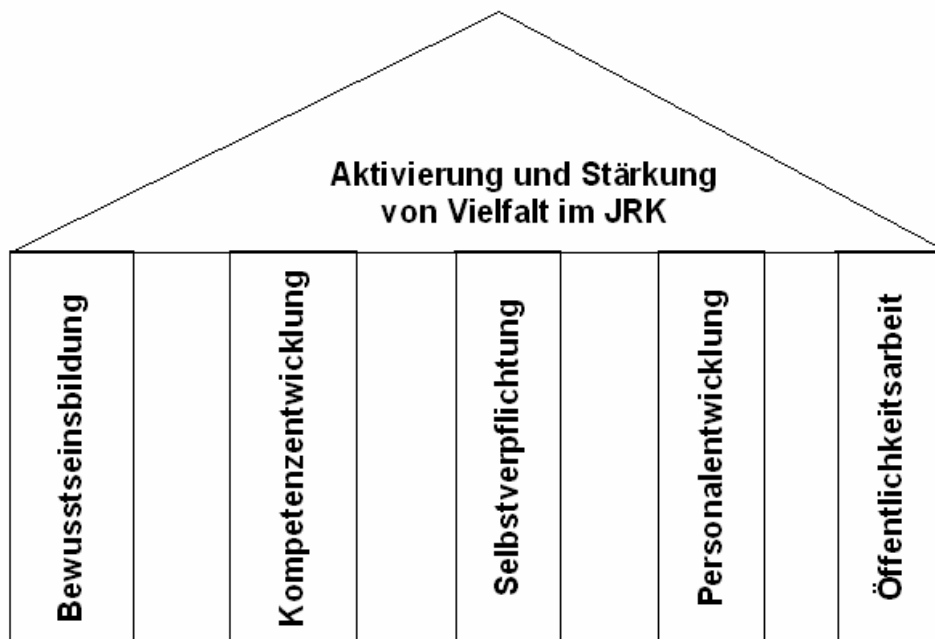 Aktivierung und Stärkung
von Vielfalt im JRK
Bewusstseinsbildung
Kompetenzentwicklung
Selbstverpflichtung
Personalentwicklung
Öffentlichkeitsarbeit